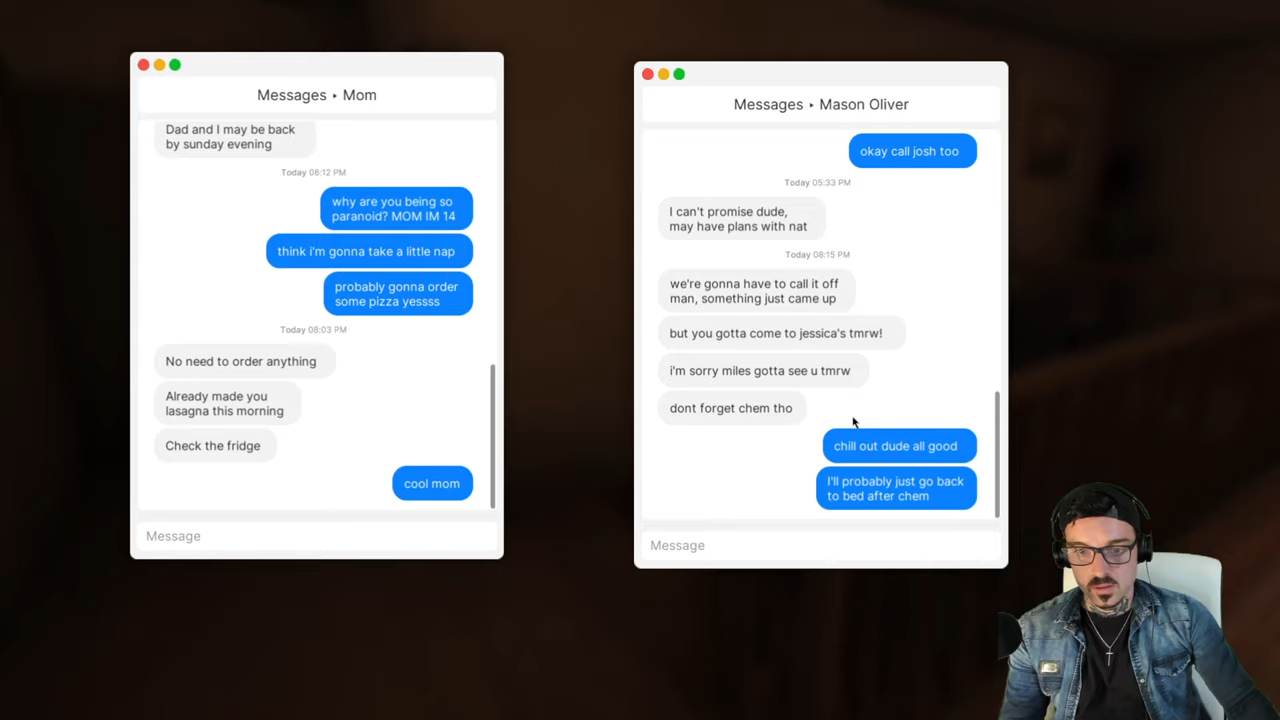 Messages ‣ Mom
Dad and I may be back
by sunday evening
Today 06:12 PM
why are you being so
paranoid? MOM IM 14
think i'm gonna take a little nap
probably gonna order
some pizza yessss
Today 08:03 PM
No need to order anything
Already made you
lasagna this morning
Check the fridge
cool mom
Message
Messages ‣ Mason Oliver
okay call josh too
Today 05:33 PM
I can't promise dude,
may have plans with nat
Today 08:15 PM
we're gonna have to call it off
man, something just came up
but you gotta come to jessica's tmrw!
i'm sorry miles gotta see u tmrw
dont forget chem tho
chill out dude all good
I'll probably just go back
to bed after chem
Message